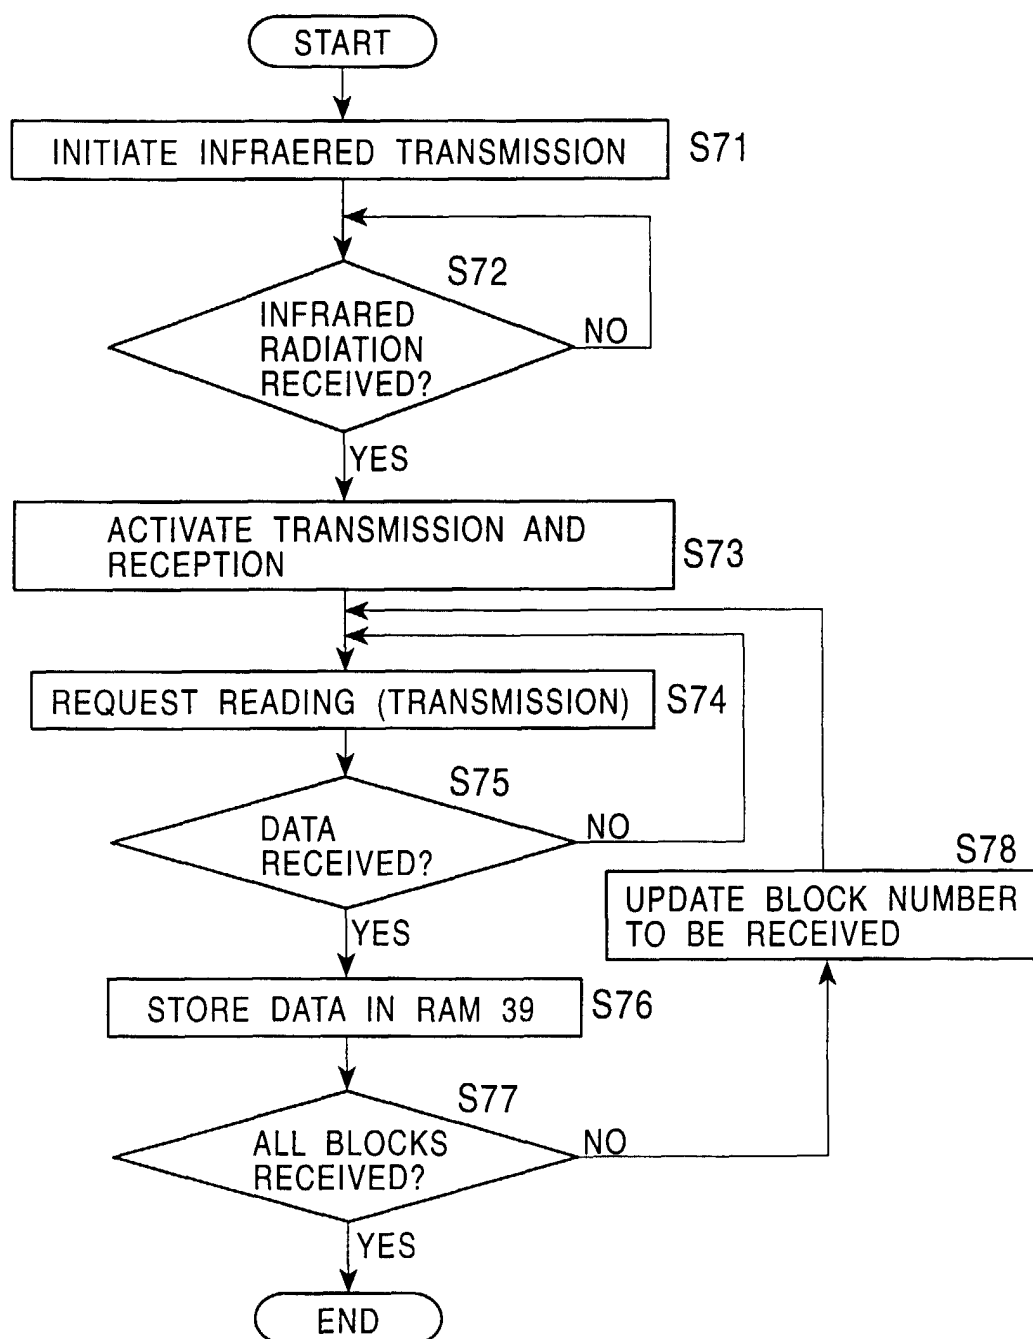 START
INITIATE INFRAERED TRANSMISSION
S71
S72
INFRARED
RADIATION
RECEIVED?
NO
YES
ACTIVATE TRANSMISSION AND
RECEPTION
S73
REQUEST READING (TRANSMISSION)
S74
S75
DATA
RECEIVED?
NO
YES
S78
UPDATE BLOCK NUMBER
TO BE RECEIVED
STORE DATA IN RAM 39
S76
S77
ALL BLOCKS
RECEIVED?
NO
YES
END